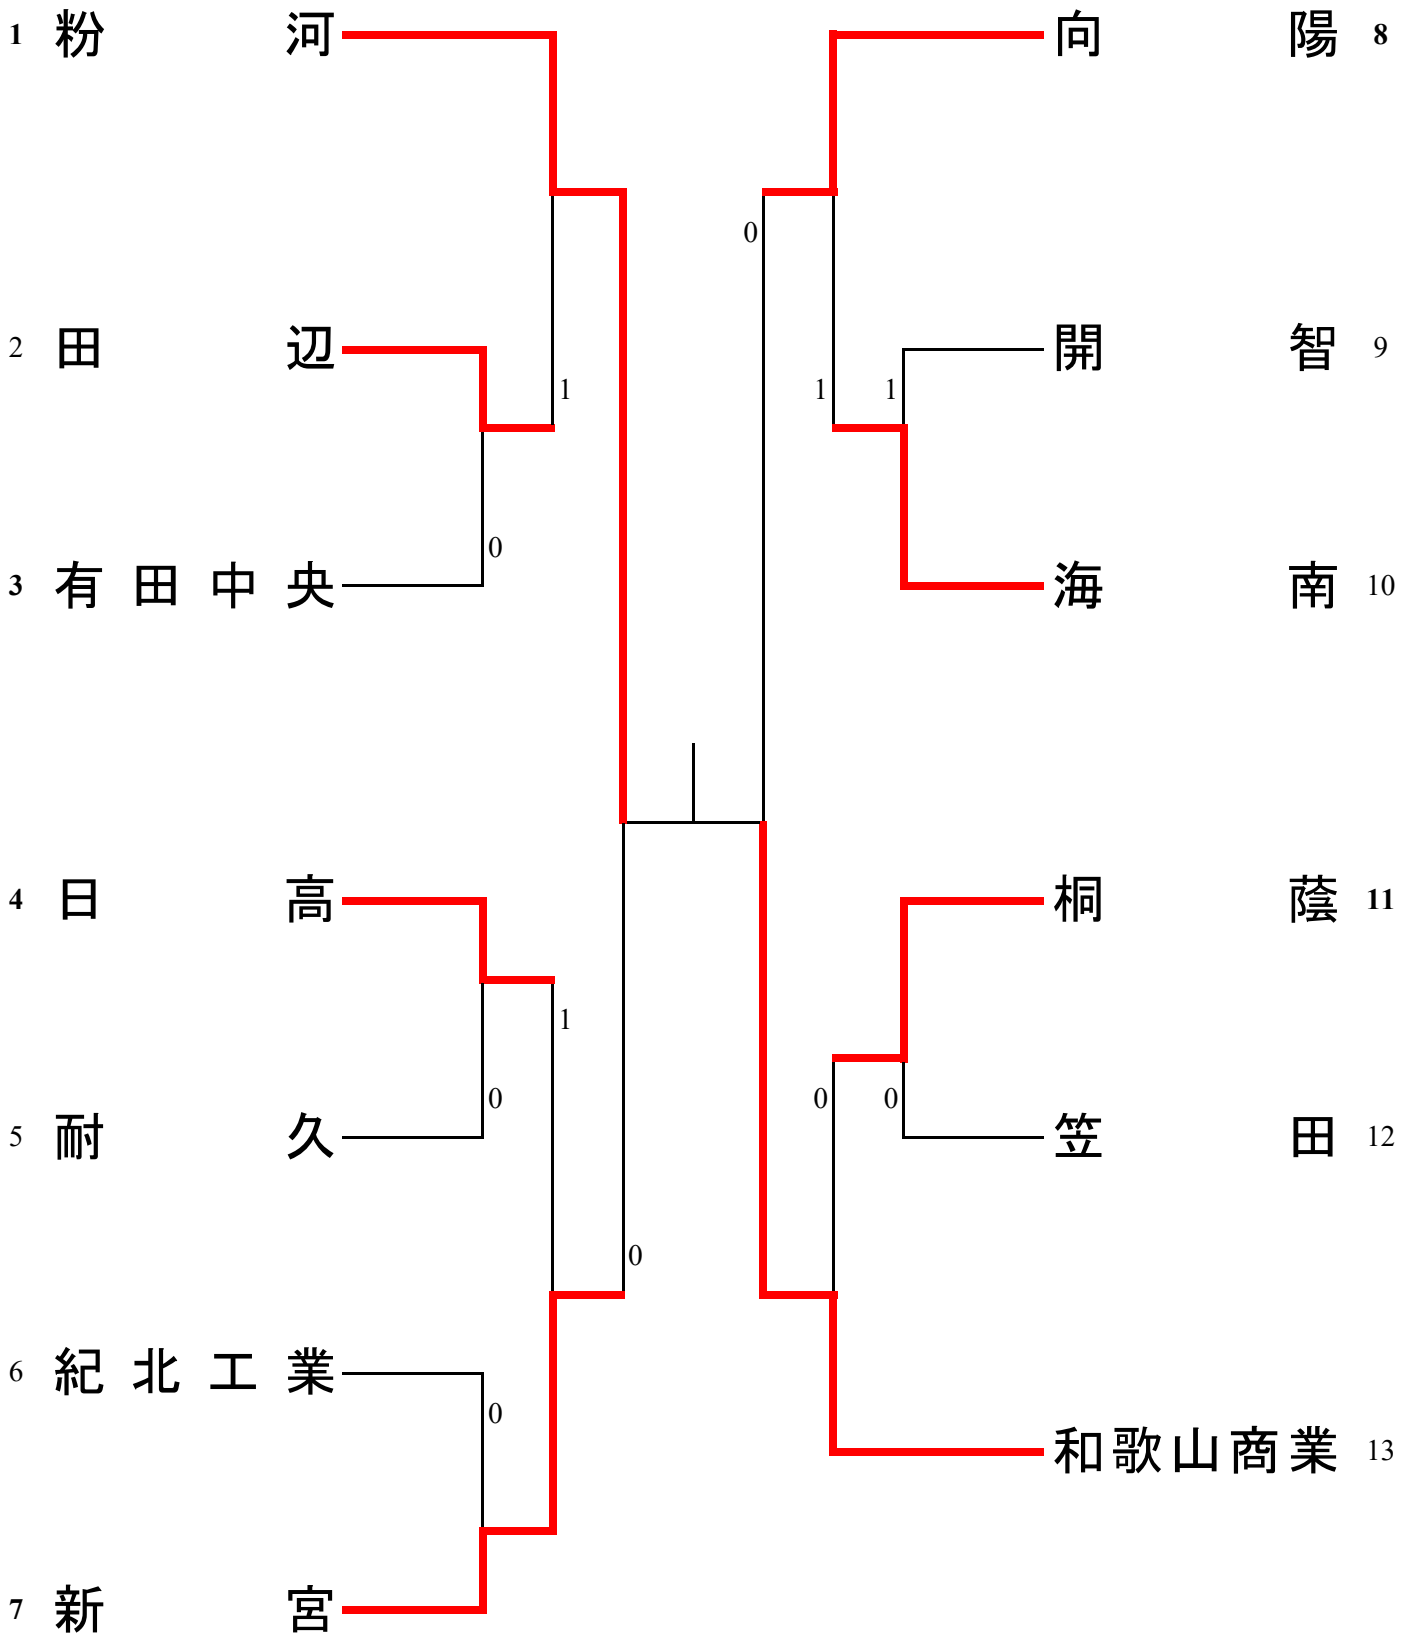 1 粉河
向陽 8
0
2 田辺
開智 9
1
1 1
0
3 有田中央
海南 10
4 日高
桐蔭 11
1
0
0 0
5 耐久
笠田 12
0
6 紀北工業
0
和歌山商業 13
7 新宮